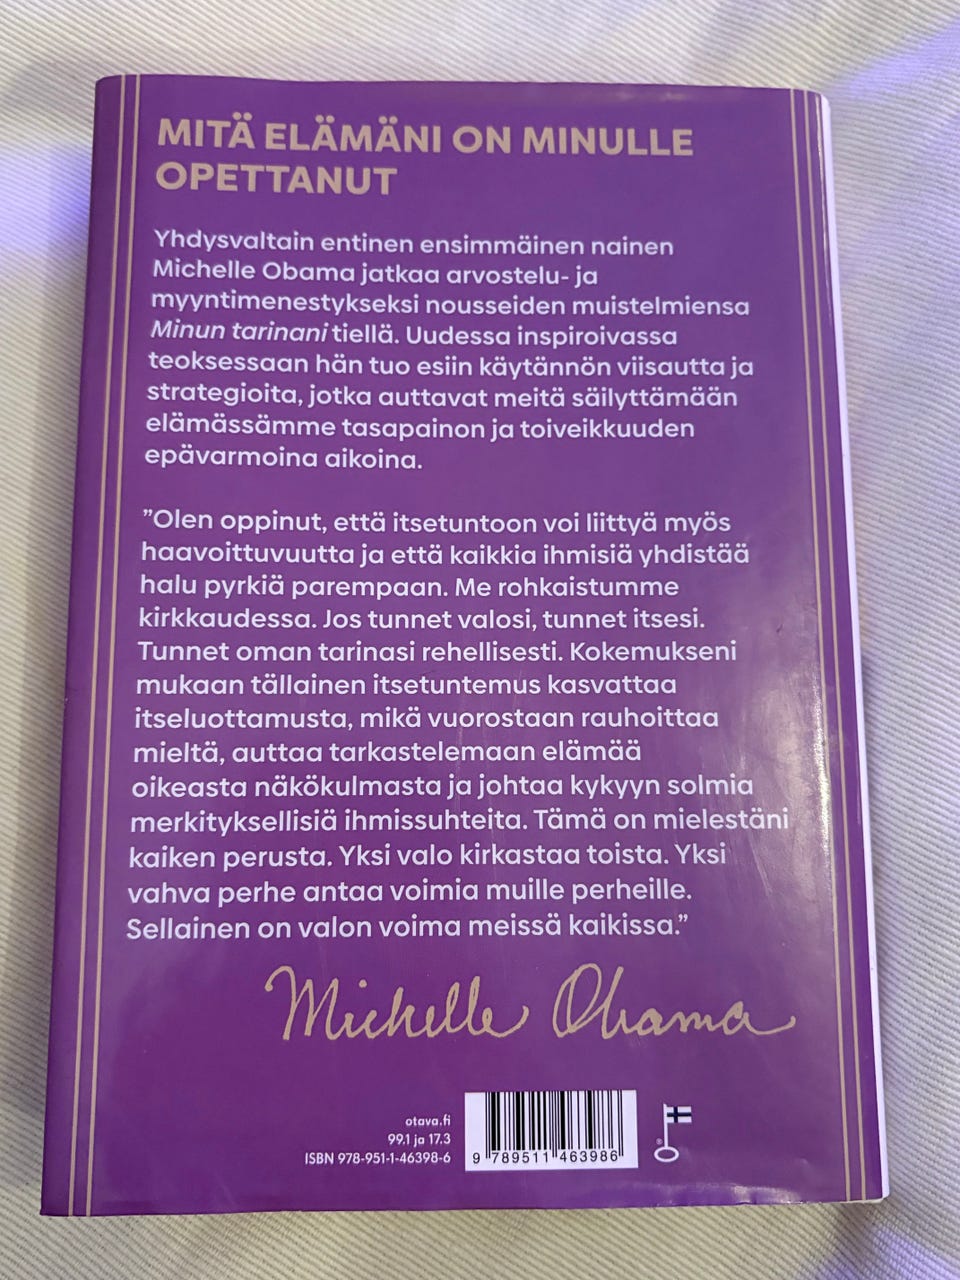 MITÄ ELÄMÄNI ON MINULLE
OPETTANUT
Yhdysvaltain entinen ensimmäinen nainen
Michelle Obama jatkaa arvostelu- ja
myyntimenestykseksi nousseiden muistelmiensa
Minun tarinani tiellä. Uudessa inspiroivassa
teoksessaan hän tuo esiin käytännön viisautta ja
strategioita, jotka auttavat meitä säilyttämään
elämässämme tasapainon ja toiveikkuuden
epävarmoina aikoina.
”Olen oppinut, että itsetuntoon voi liittyä myös
haavoittuvuutta ja että kaikkia ihmisiä yhdistää
halu pyrkiä parempaan. Me rohkaistumme
kirkkaudessa. Jos tunnet valosi, tunnet itsesi.
Tunnet oman tarinasi rehellisesti. Kokemukseni
mukaan tällainen itsetuntemus kasvattaa
itseluottamusta, mikä vuorostaan rauhoittaa
mieltä, auttaa tarkastelemaan elämää
oikeasta näkökulmasta ja johtaa kykyyn solmia
merkityksellisiä ihmissuhteita. Tämä on mielestäni
kaiken perusta. Yksi valo kirkastaa toista. Yksi
vahva perhe antaa voimia muille perheille.
Sellainen on valon voima meissä kaikissa.”
Michelle Obama
otava.fi
99.1 ja 17.3
ISBN 978-951-1-46398-6
9 789511 463986
®